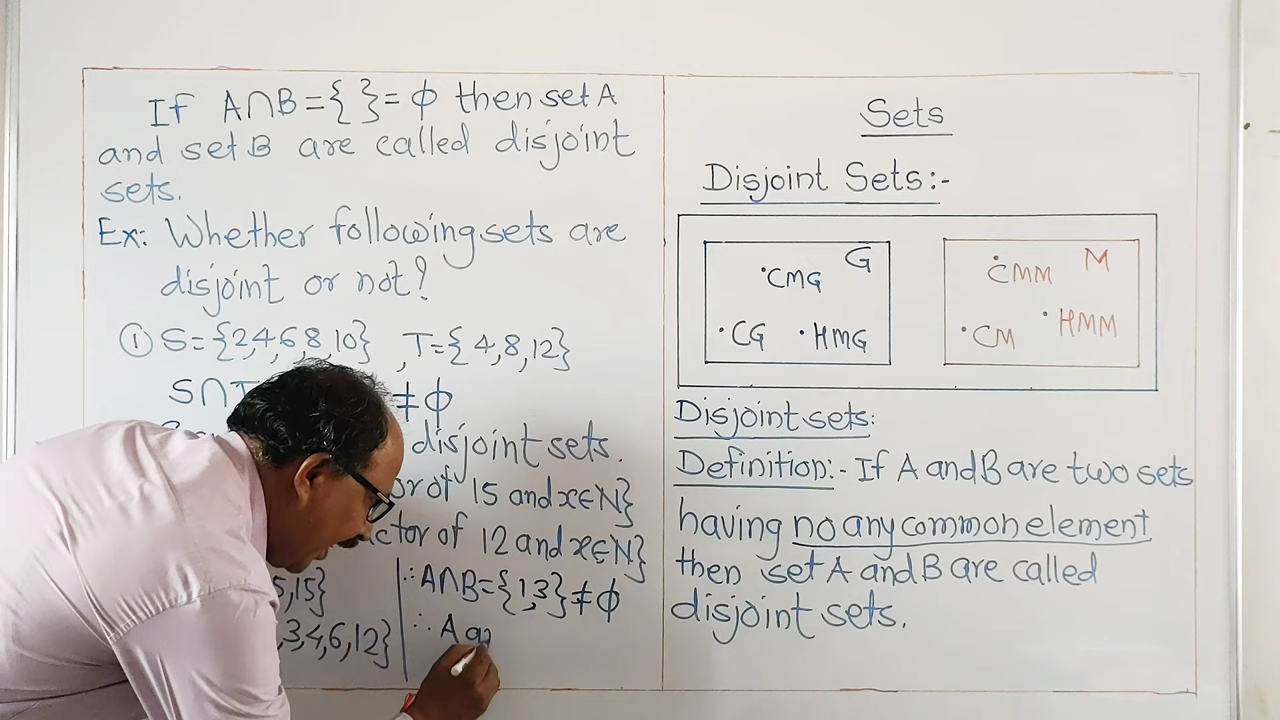 If A∩B={ }=ϕ then set A
and set B are called disjoint
sets.
Ex: Whether following sets are
disjoint or not?
① S={2,4,6,8,10} , T={4,8,12}
S∩T ≠ϕ
disjoint sets.
or of 15 and x∈N}
ctor of 12 and x∈N}
5,15}
,3,4,6,12}
∴A∩B={1,3}≠ϕ
∴ A
Sets
Disjoint Sets:-
G
•CMG
•CG •HMG
M
•CMM
•CM •HMM
Disjoint sets:
Definition:- If A and B are two sets
having no any common element
then set A and B are called
disjoint sets.